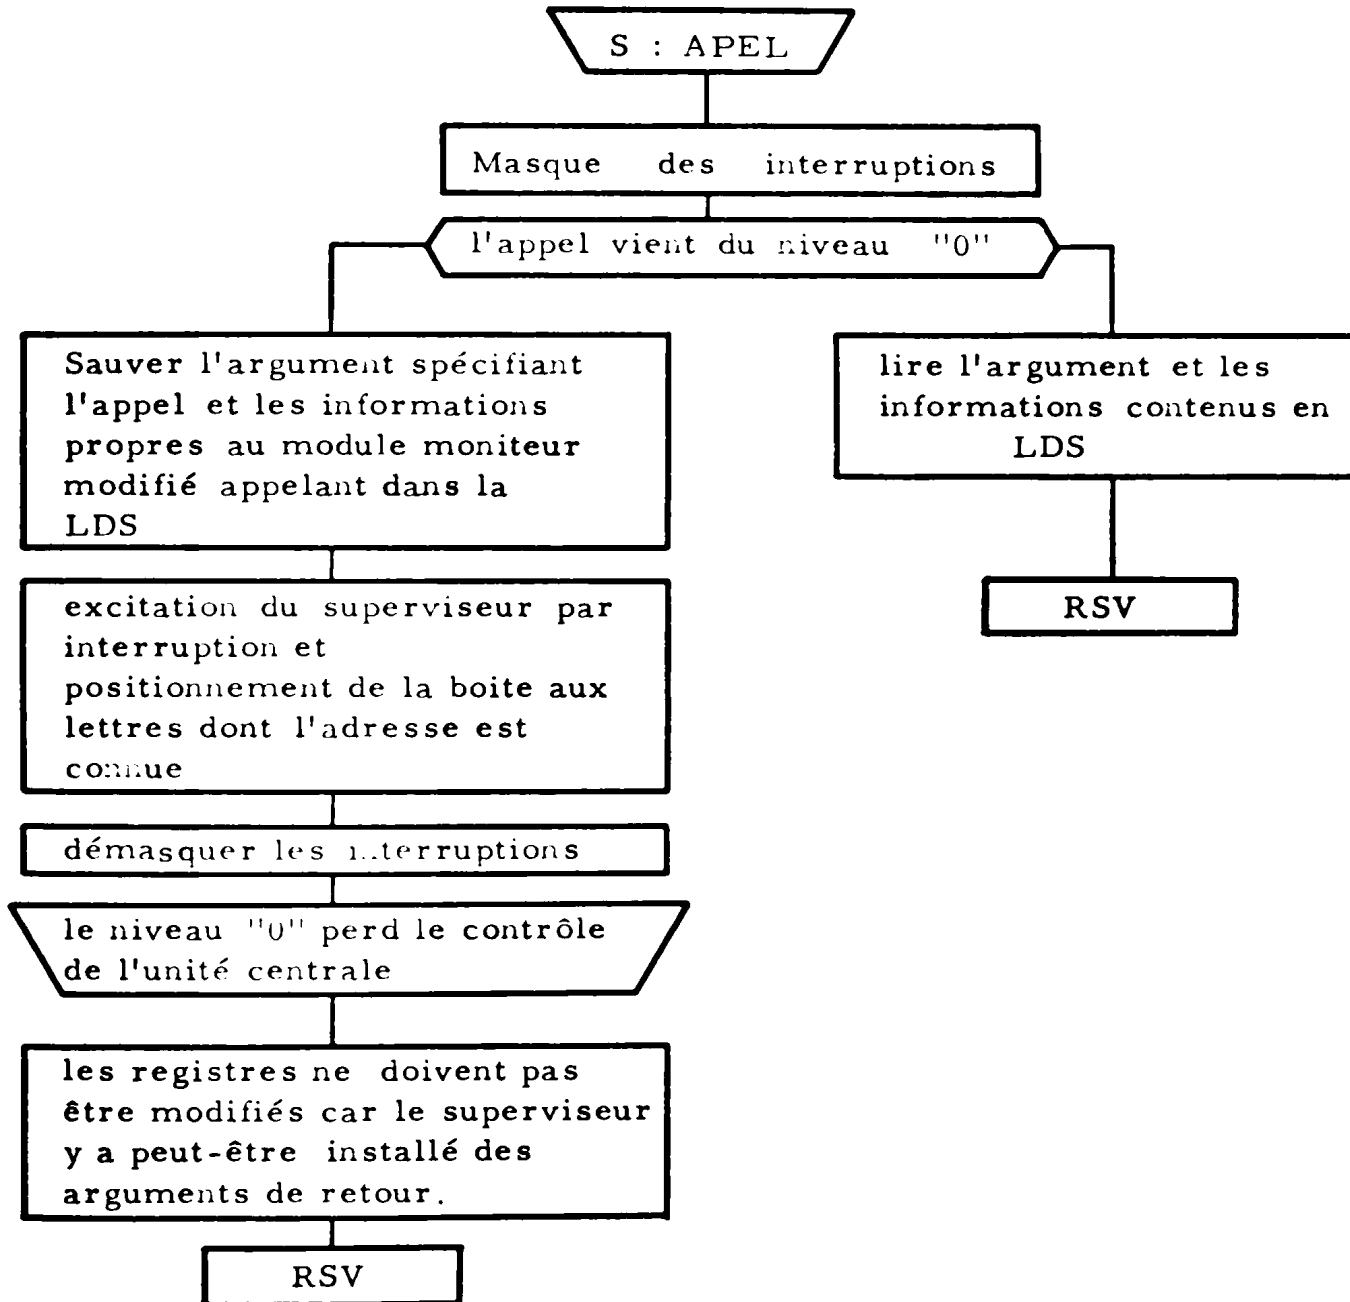 S : APEL
Masque des interruptions
l'appel vient du niveau "0"
Sauver l'argument spécifiant
l'appel et les informations
propres au module moniteur
modifié appelant dans la
LDS
lire l'argument et les
informations contenus en
LDS
RSV
excitation du superviseur par
interruption et
positionnement de la boite aux
lettres dont l'adresse est
connue
démasquer les interruptions
le niveau "0" perd le contrôle
de l'unité centrale
les registres ne doivent pas
être modifiés car le superviseur
y a peut-être installé des
arguments de retour.
RSV